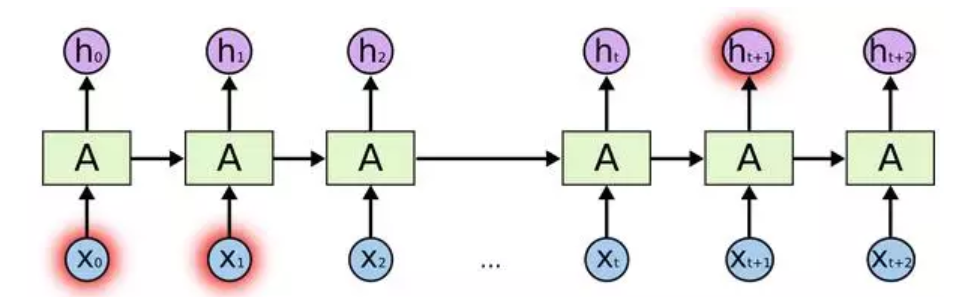 h₀ h₁ h₂ hₜ hₜ₊₁ hₜ₊₂
A A A A A A
X₀ X₁ X₂ ... Xₜ Xₜ₊₁ Xₜ₊₂